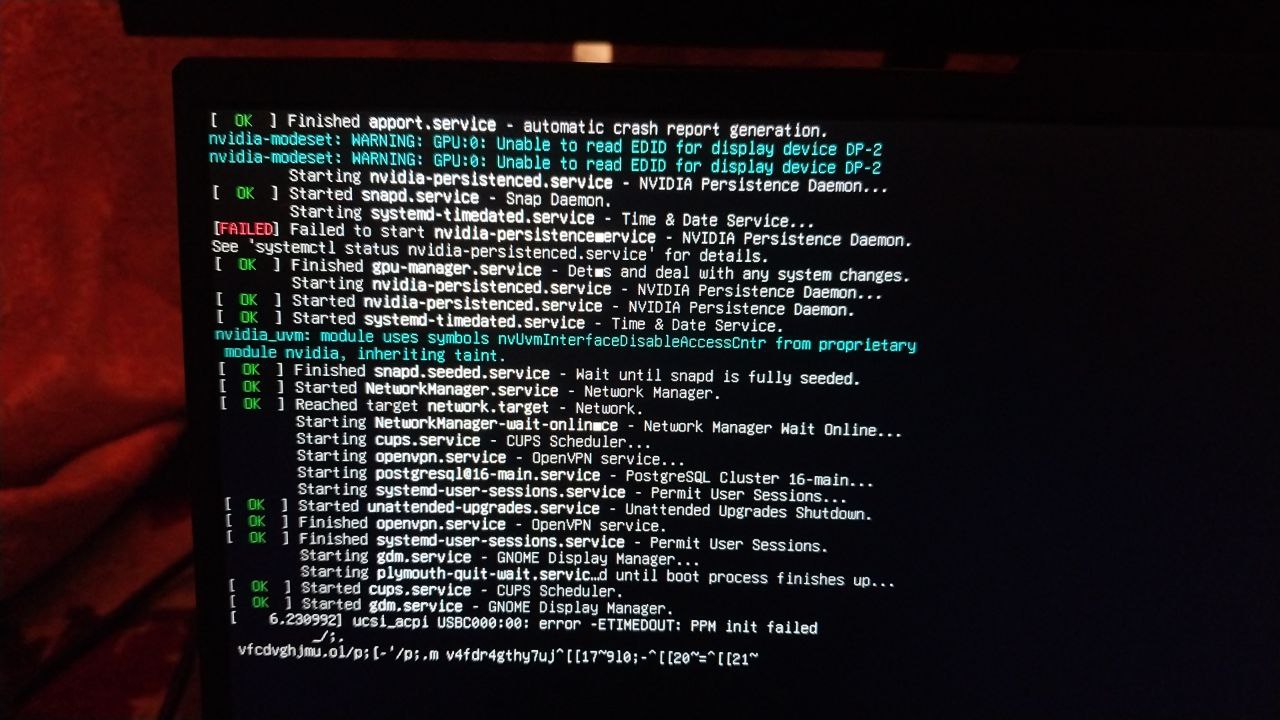 [  OK  ] Finished apport.service - automatic crash report generation.
nvidia-modeset: WARNING: GPU:0: Unable to read EDID for display device DP-2
nvidia-modeset: WARNING: GPU:0: Unable to read EDID for display device DP-2
Starting nvidia-persistenced.service - NVIDIA Persistence Daemon...
[  OK  ] Started snapd.service - Snap Daemon.
Starting systemd-timedated.service - Time & Date Service...
[FAILED] Failed to start nvidia-persistence■ervice - NVIDIA Persistence Daemon.
See 'systemctl status nvidia-persistenced.service' for details.
[  OK  ] Finished gpu-manager.service - Det■s and deal with any system changes.
Starting nvidia-persistenced.service - NVIDIA Persistence Daemon...
[  OK  ] Started nvidia-persistenced.service - NVIDIA Persistence Daemon.
[  OK  ] Started systemd-timedated.service - Time & Date Service.
nvidia_uvm: module uses symbols nvUvmInterfaceDisableAccessCntr from proprietary
module nvidia, inheriting taint.
[  OK  ] Finished snapd.seeded.service - Wait until snapd is fully seeded.
[  OK  ] Started NetworkManager.service - Network Manager.
[  OK  ] Reached target network.target - Network.
Starting NetworkManager-wait-onlin■ce - Network Manager Wait Online...
Starting cups.service - CUPS Scheduler...
Starting openvpn.service - OpenVPN service...
Starting postgresql@16-main.service - PostgreSQL Cluster 16-main...
Starting systemd-user-sessions.service - Permit User Sessions...
[  OK  ] Started unattended-upgrades.service - Unattended Upgrades Shutdown.
[  OK  ] Finished openvpn.service - OpenVPN service.
[  OK  ] Finished systemd-user-sessions.service - Permit User Sessions.
Starting gdm.service - GNOME Display Manager...
Starting plymouth-quit-wait.servic…d until boot process finishes up...
[  OK  ] Started cups.service - CUPS Scheduler.
[  OK  ] Started gdm.service - GNOME Display Manager.
[    6.230992] ucsi_acpi USBC000:00: error -ETIMEDOUT: PPM init failed
_/;.
vfcdvghjmu.ol/p;[-'/p;.m v4fdr4gthy7uj^[[17~9l0;-^[[20~=^[[21~